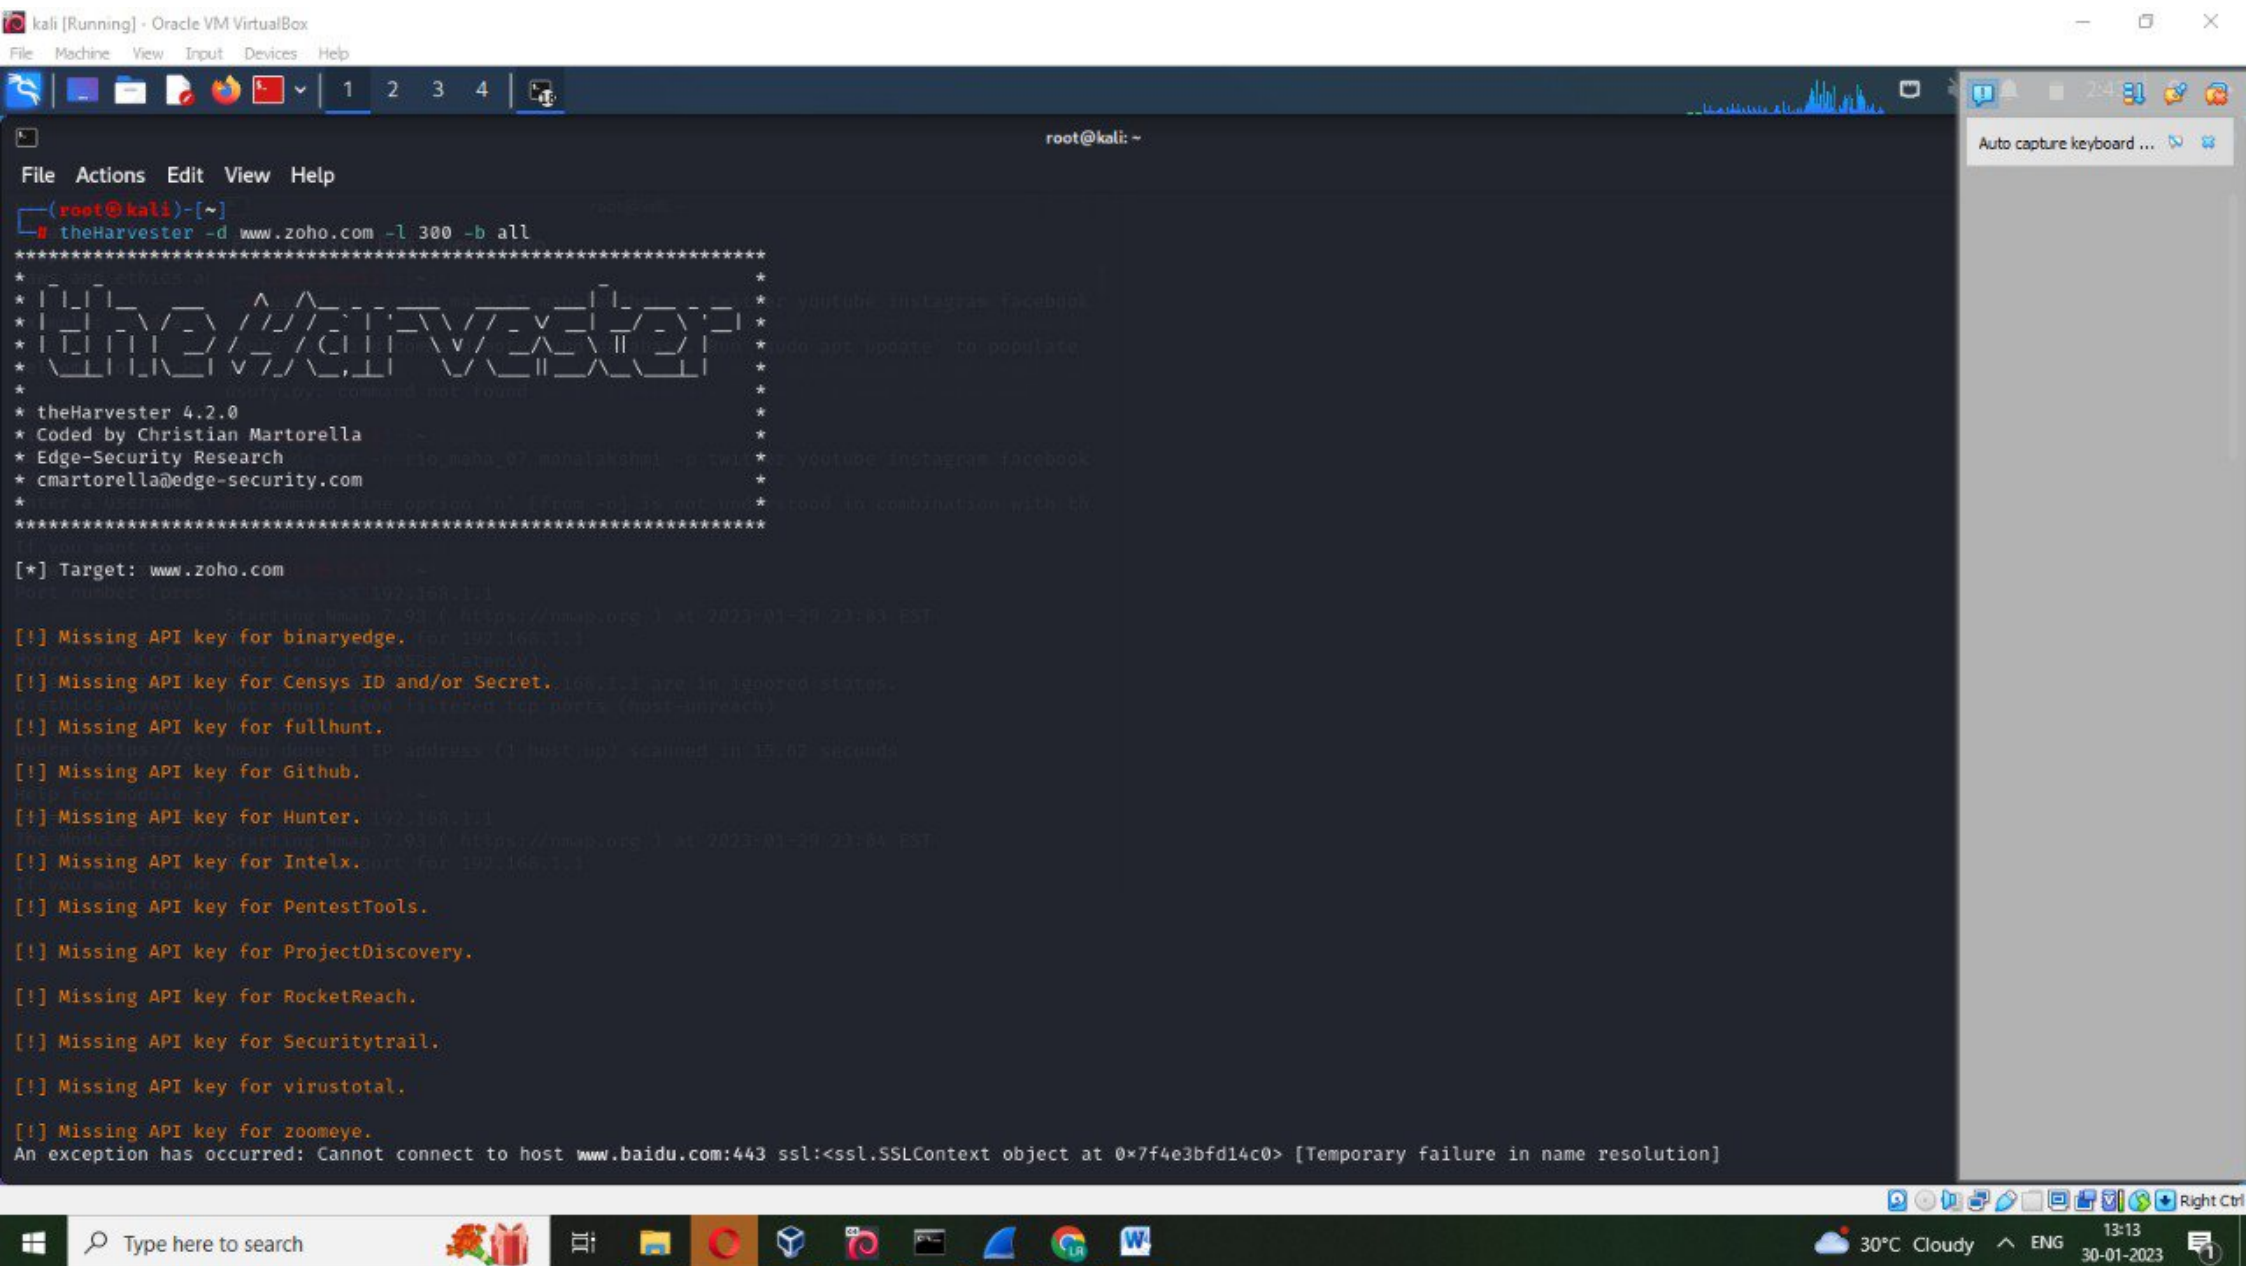 kali [Running] - Oracle VM VirtualBox
File Machine View Input Devices Help
1 2 3 4
root@kali: ~
Auto capture keyboard ...
File Actions Edit View Help
(root㉿kali)-[~]
# theHarvester -d www.zoho.com -l 300 -b all
*******************************************************************
theHarvester
* theHarvester 4.2.0 *
* Coded by Christian Martorella *
* Edge-Security Research *
* cmartorella@edge-security.com *
* *
*******************************************************************
[*] Target: www.zoho.com
[!] Missing API key for binaryedge.
[!] Missing API key for Censys ID and/or Secret.
[!] Missing API key for fullhunt.
[!] Missing API key for Github.
[!] Missing API key for Hunter.
[!] Missing API key for Intelx.
[!] Missing API key for PentestTools.
[!] Missing API key for ProjectDiscovery.
[!] Missing API key for RocketReach.
[!] Missing API key for Securitytrail.
[!] Missing API key for virustotal.
[!] Missing API key for zoomeye.
An exception has occurred: Cannot connect to host www.baidu.com:443 ssl:<ssl.SSLContext object at 0×7f4e3bfd14c0> [Temporary failure in name resolution]
Right Ctrl
Type here to search
30°C Cloudy
ENG
13:13
30-01-2023